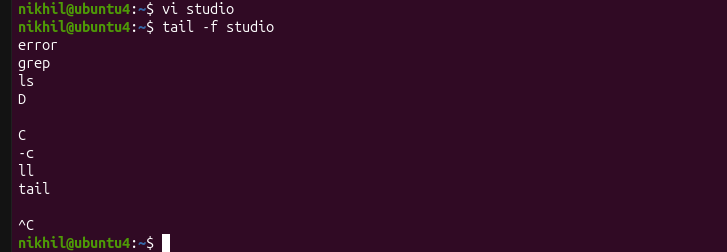 nikhil@ubuntu4:~$ vi studio
nikhil@ubuntu4:~$ tail -f studio
error
grep
ls
D

C
-c
ll
tail

^C
nikhil@ubuntu4:~$